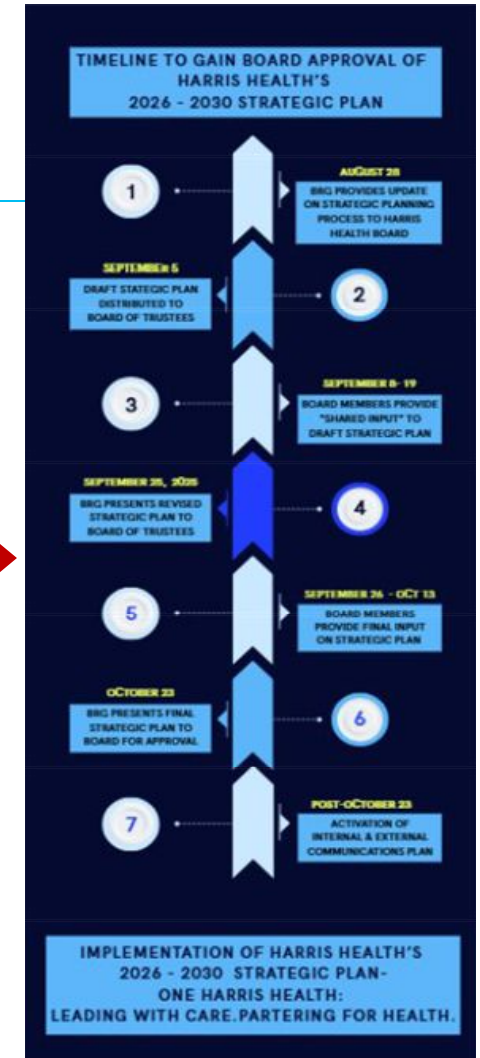 TIMELINE TO GAIN BOARD APPROVAL OF
HARRIS HEALTH'S
2026 - 2030 STRATEGIC PLAN
1
AUGUST 28
BRG PROVIDES UPDATE
ON STRATEGIC PLANNING
PROCESS TO HARRIS
HEALTH BOARD
SEPTEMBER 5
DRAFT STATEGIC PLAN
DISTRIBUTED TO
BOARD OF TRUSTEES
2
3
SEPTEMBER 8- 19
BOARD MEMBERS PROVIDE
"SHARED INPUT" TO
DRAFT STRATEGIC PLAN
SEPTEMBER 25, 2025
BRG PRESENTS REVISED
STRATEGIC PLAN TO
BOARD OF TRUSTEES
4
5
SEPTEMBER 26 - OCT 13
BOARD MEMBERS
PROVIDE FINAL INPUT
ON STRATEGIC PLAN
OCTOBER 23
BRG PRESENTS FINAL
STRATEGIC PLAN TO
BOARD FOR APPROVAL
6
7
POST-OCTOBER 23
ACTIVATION OF
INTERNAL & EXTERNAL
COMMUNICATIONS PLAN
IMPLEMENTATION OF HARRIS HEALTH'S
2026 - 2030 STRATEGIC PLAN-
ONE HARRIS HEALTH:
LEADING WITH CARE.PARTERING FOR HEALTH.